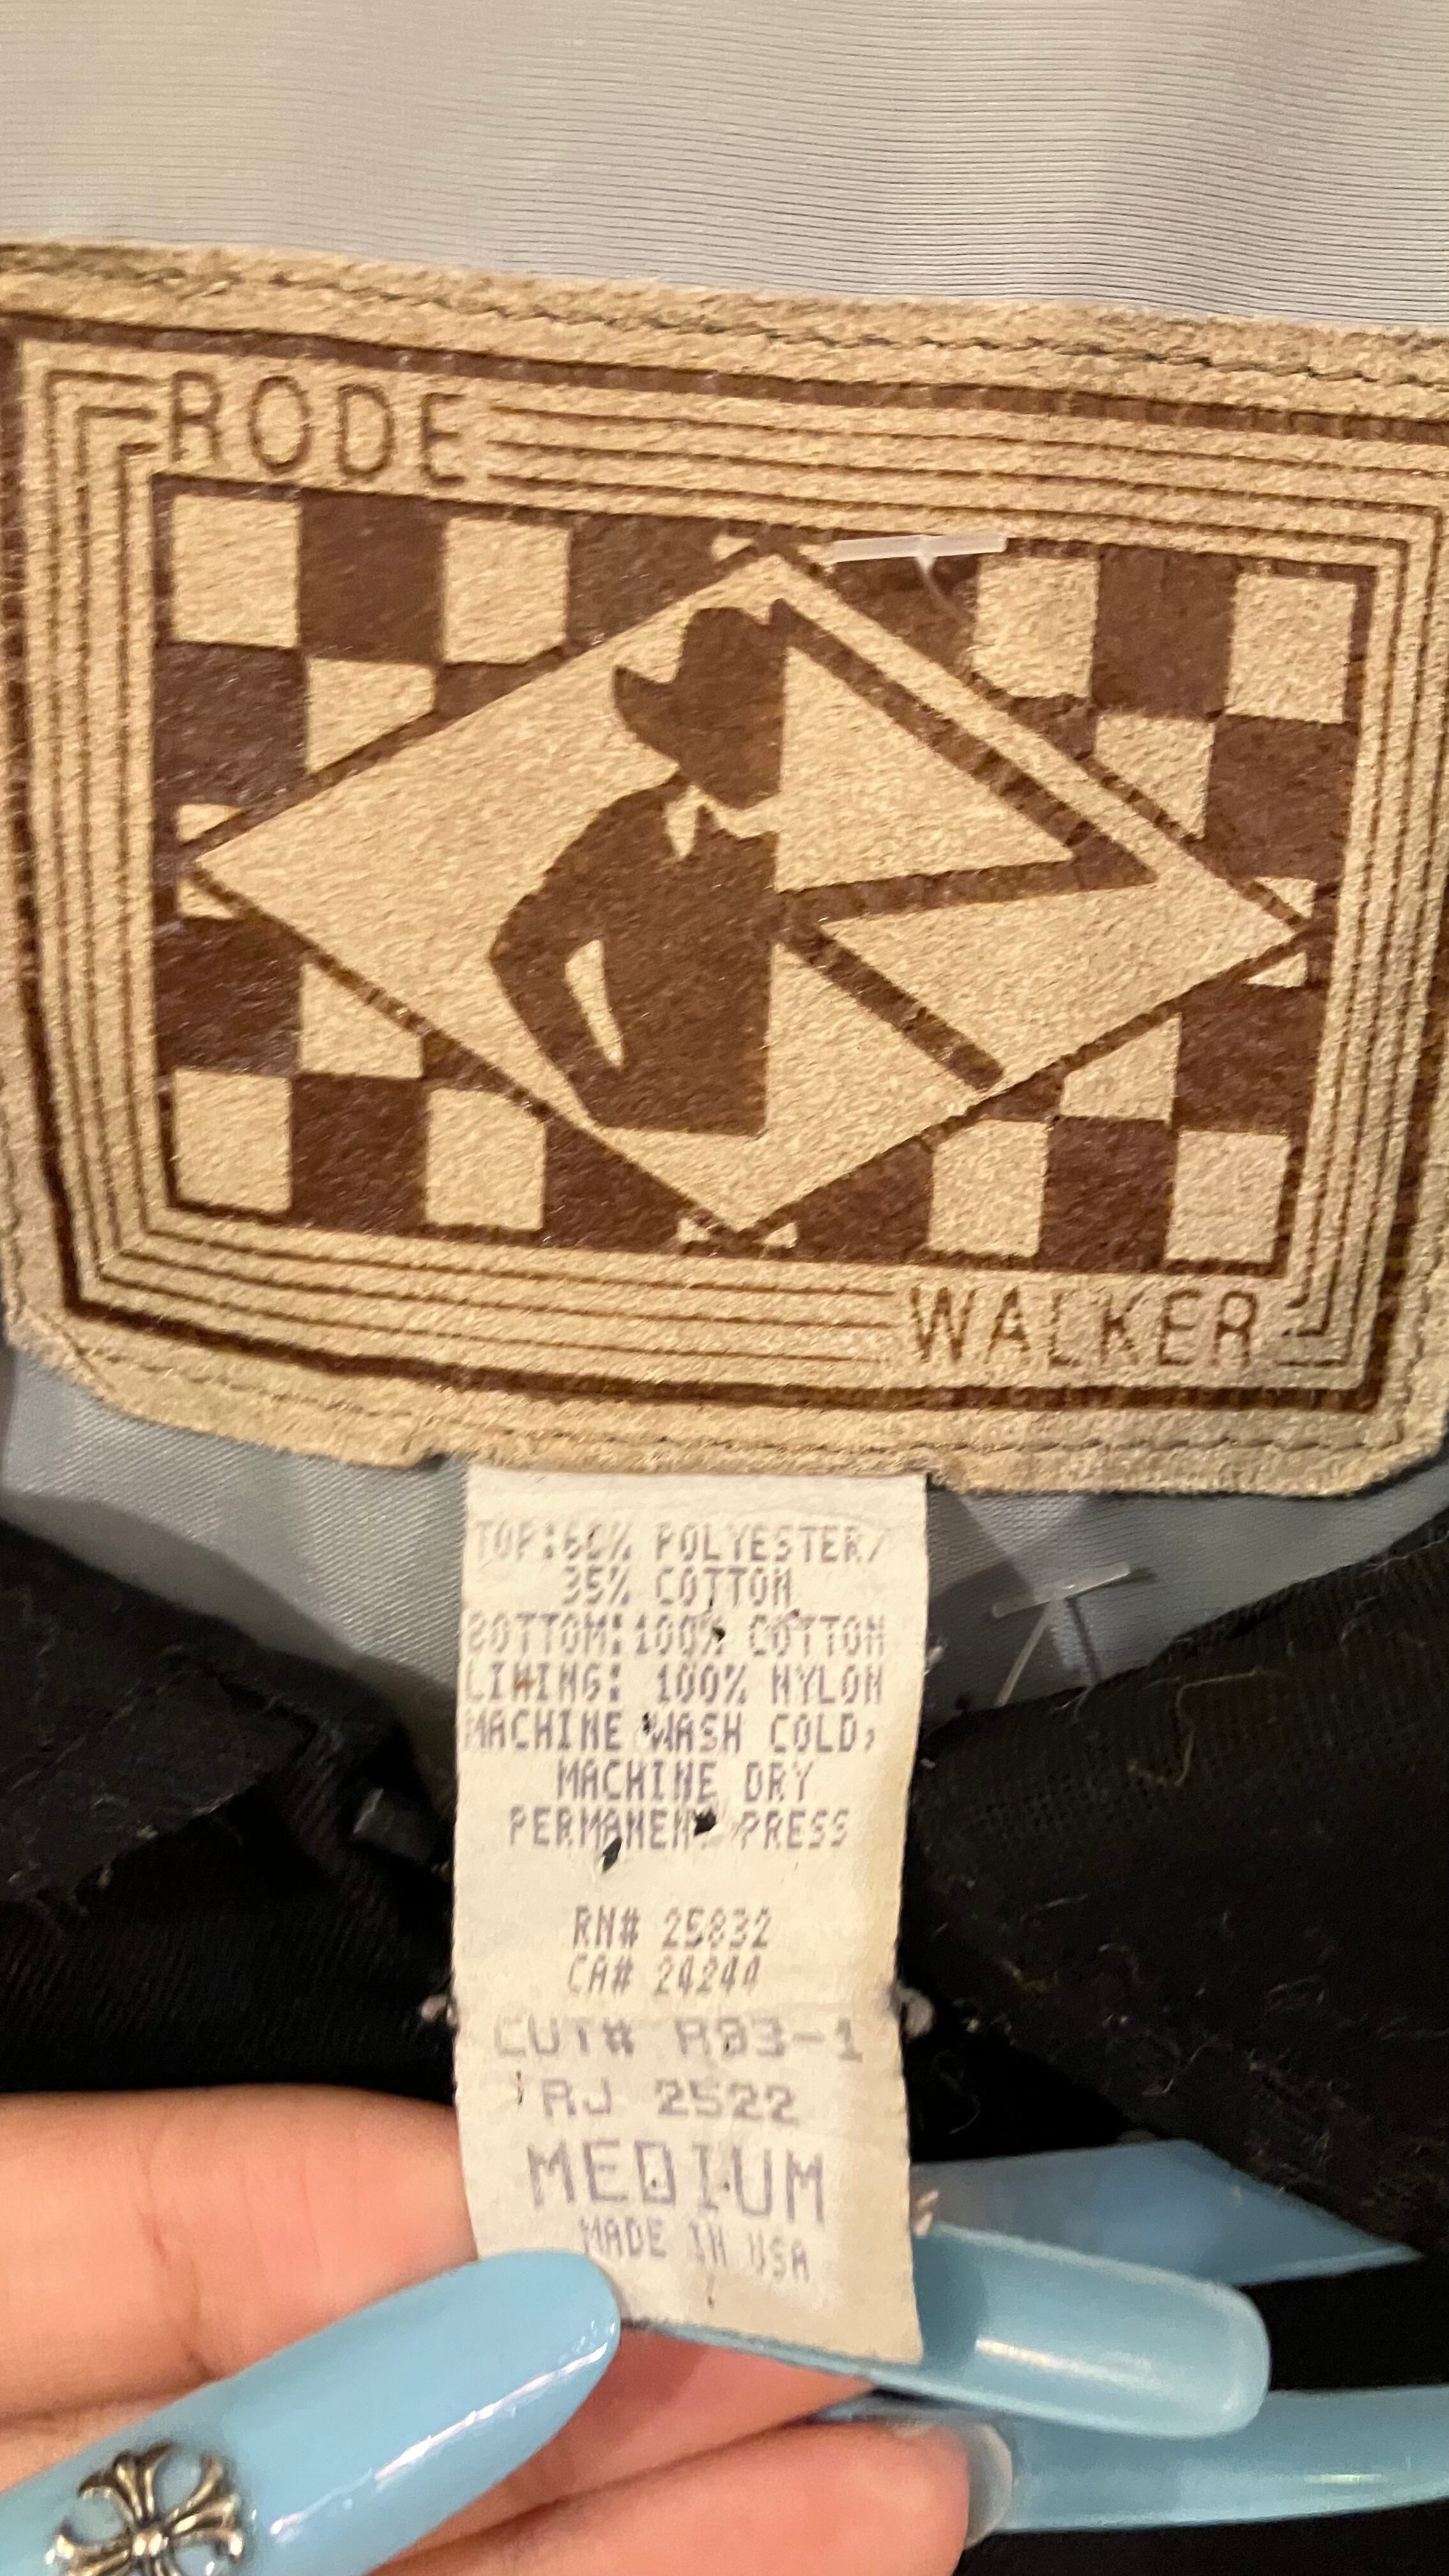 RODE
WALKER
TOP:60% POLYESTER/
35% COTTON
BOTTOM:100% COTTON
LINING: 100% NYLON
MACHINE WASH COLD,
MACHINE DRY
PERMANENT PRESS
RN# 25832
CA# 24244
CUT# R03-1
RJ 2522
MEDIUM
MADE IN USA